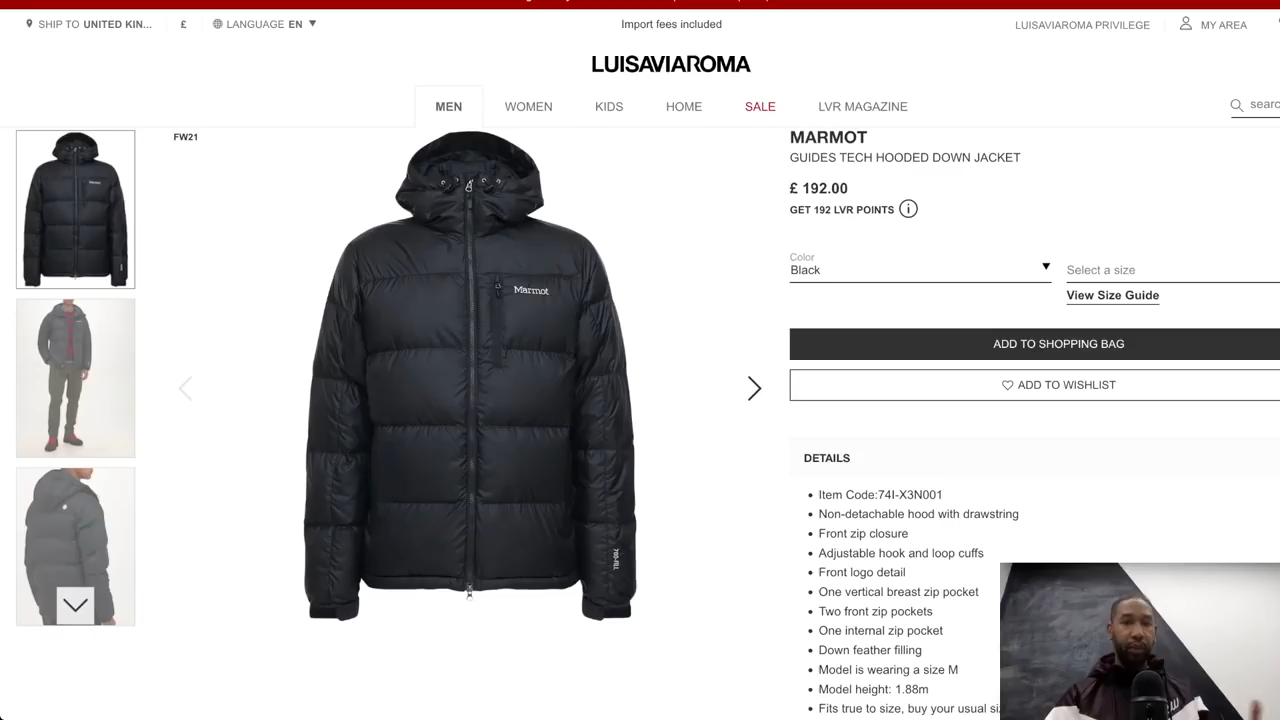 SHIP TO UNITED KIN...
£
LANGUAGE EN
Import fees included
LUISAVIAROMA PRIVILEGE
MY AREA
LUISAVIAROMA
MEN
WOMEN
KIDS
HOME
SALE
LVR MAGAZINE
searc
FW21
MARMOT
GUIDES TECH HOODED DOWN JACKET
£ 192.00
GET 192 LVR POINTS
Color
Black
Select a size
View Size Guide
Marmot
ADD TO SHOPPING BAG
ADD TO WISHLIST
DETAILS
Item Code:74I-X3N001
Non-detachable hood with drawstring
Front zip closure
Adjustable hook and loop cuffs
Front logo detail
One vertical breast zip pocket
Two front zip pockets
One internal zip pocket
Down feather filling
Model is wearing a size M
Model height: 1.88m
Fits true to size, buy your usual si